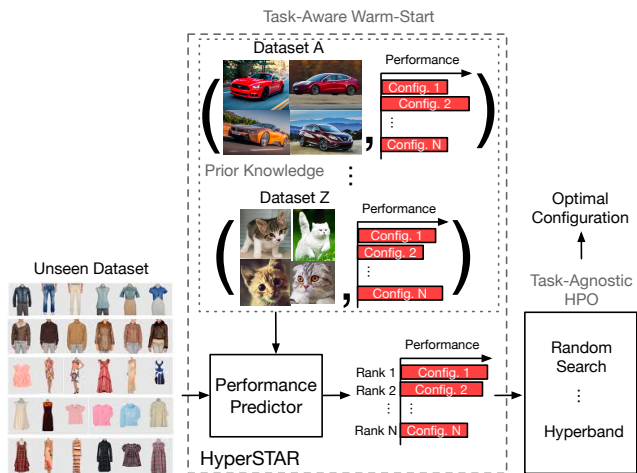 Task-Aware Warm-Start
Dataset A
Performance
Config. 1
Config. 2
⋮
Config. N
(
,
)
Prior Knowledge
⋮
Dataset Z
Performance
Config. 1
Config. 2
⋮
Config. N
(
,
)
Unseen Dataset
Performance
Predictor
Performance
Rank 1
Config. 1
Rank 2
Config. 2
⋮
⋮
Rank N
Config. N
HyperSTAR
Optimal
Configuration
Task-Agnostic
HPO
Random
Search
⋮
Hyperband